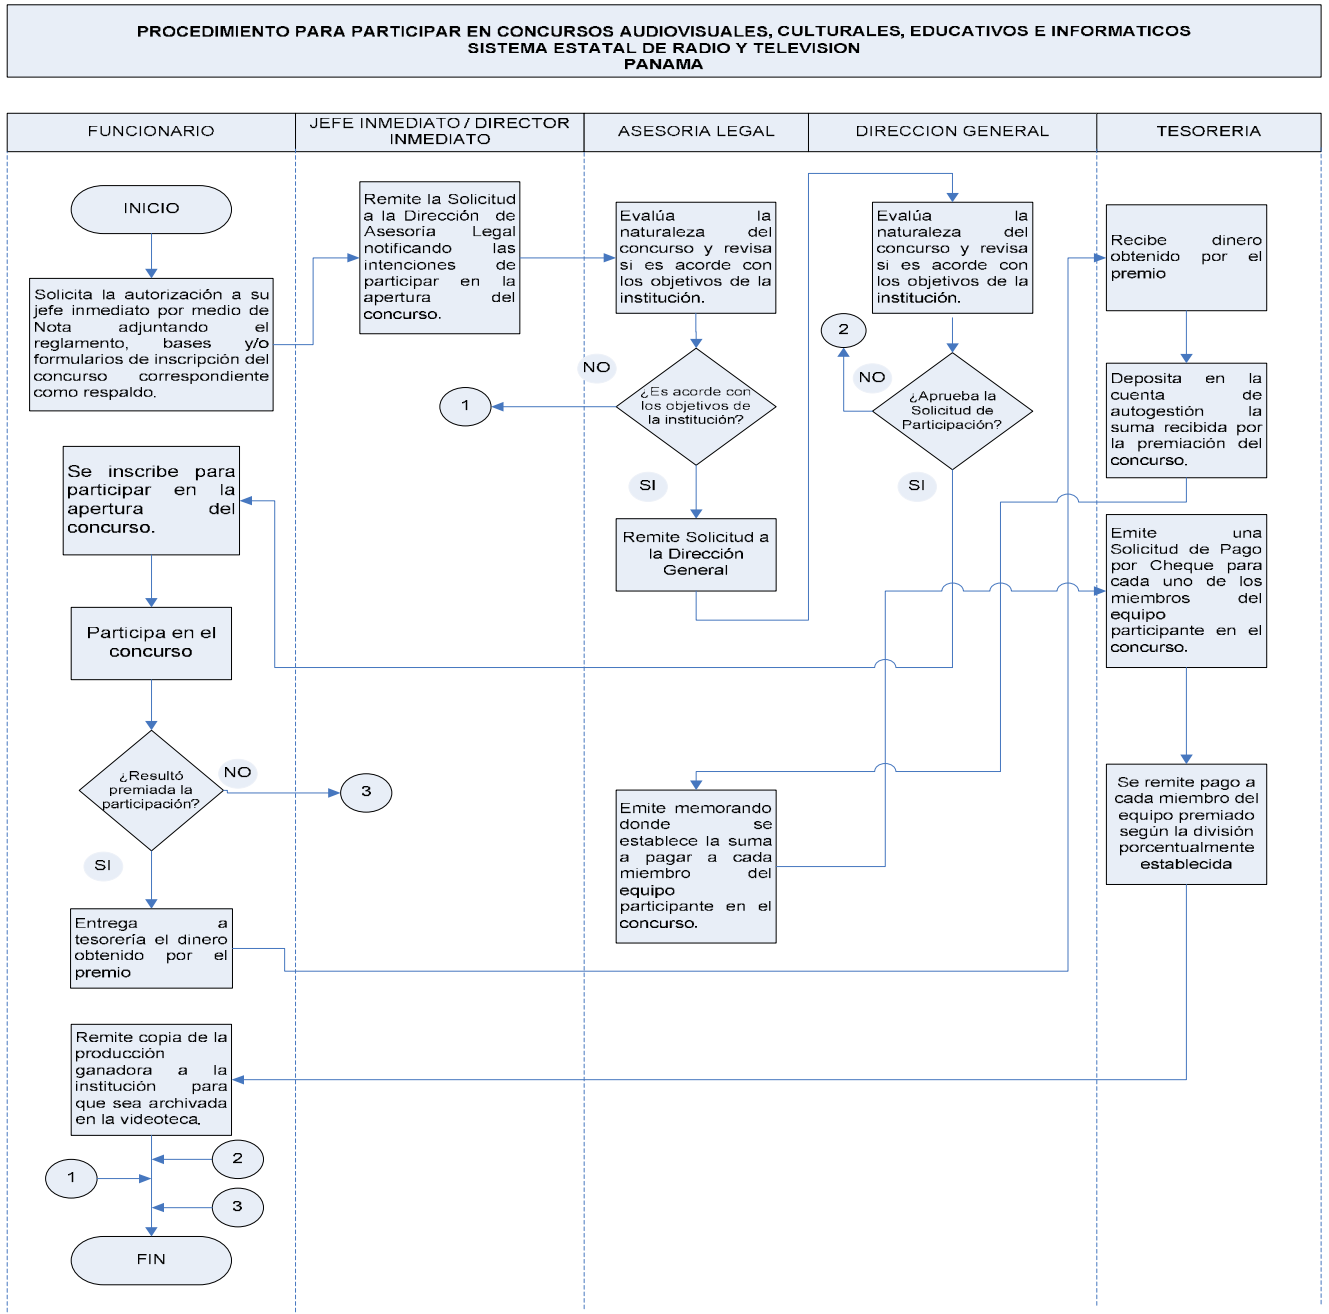 PROCEDIMIENTO PARA PARTICIPAR EN CONCURSOS AUDIOVISUALES, CULTURALES, EDUCATIVOS E INFORMATICOS
SISTEMA ESTATAL DE RADIO Y TELEVISION
PANAMA
FUNCIONARIO
JEFE INMEDIATO / DIRECTOR
INMEDIATO
ASESORIA LEGAL
DIRECCION GENERAL
TESORERIA
INICIO
Solicita la autorización a su
jefe inmediato por medio de
Nota adjuntando el
reglamento, bases y/o
formularios de inscripción del
concurso correspondiente
como respaldo.
Se inscribe para
participar en la
apertura del
concurso.
Participa en el
concurso
¿Resultó
premiada la
participación?
NO
3
SI
Entrega a
tesorería el dinero
obtenido por el
premio
Remite copia de la
producción
ganadora a la
institución para
que sea archivada
en la videoteca.
2
1
3
FIN
Remite la Solicitud
a la Dirección de
Asesoría Legal
notificando las
intenciones de
participar en la
apertura del
concurso.
1
Evalúa la
naturaleza del
concurso y revisa
si es acorde con
los objetivos de la
institución.
NO
¿Es acorde con
los objetivos de
la institución?
SI
Remite Solicitud a
la Dirección
General
Emite memorando
donde se
establece la suma
a pagar a cada
miembro del
equipo
participante en el
concurso.
Evalúa la
naturaleza del
concurso y revisa
si es acorde con
los objetivos de la
institución.
2
NO
¿Aprueba la
Solicitud de
Participación?
SI
Recibe dinero
obtenido por el
premio
Deposita en la
cuenta de
autogestión la
suma recibida por
la premiación del
concurso.
Emite una
Solicitud de Pago
por Cheque para
cada uno de los
miembros del
equipo
participante en el
concurso.
Se remite pago a
cada miembro del
equipo premiado
según la división
porcentualmente
establecida